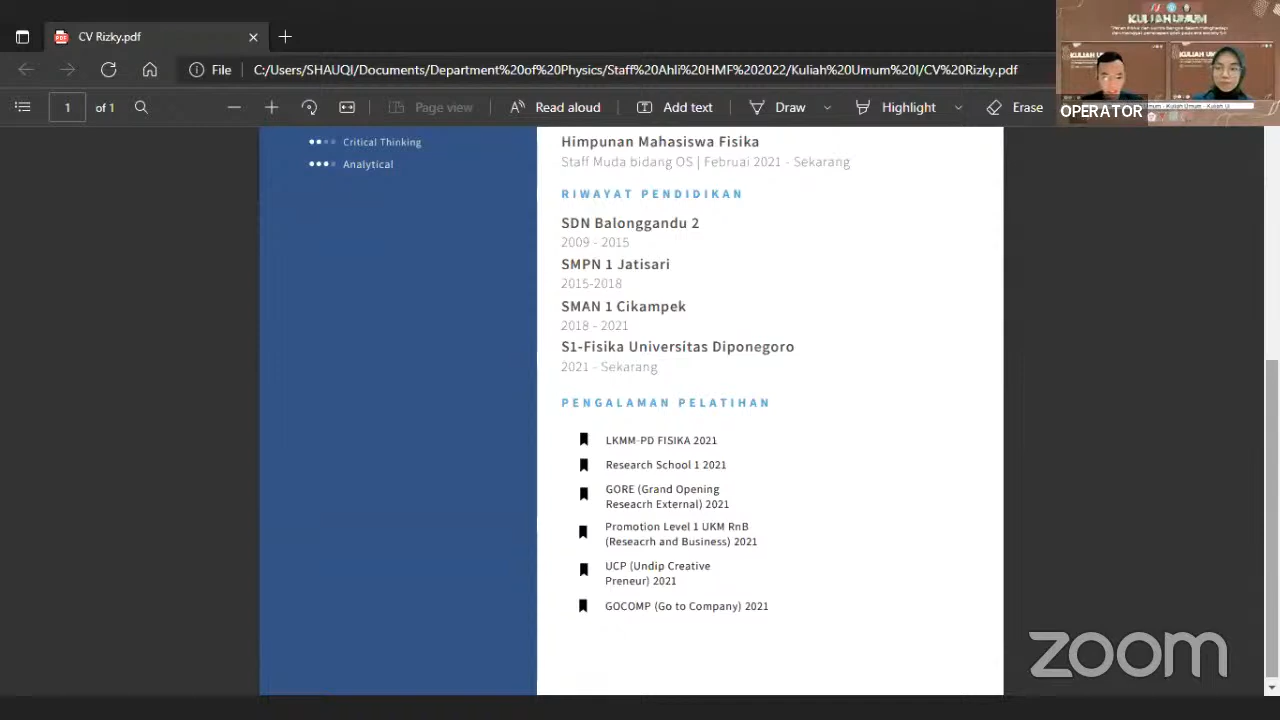 CV Rizky.pdf
File
C:/Users/SHAUQI/Documents/Department%20of%20Physics/Staff%20Ahli%20HMF%202022/Kuliah%20Umum%20/CV%20Rizky.pdf
1 of 1
Page view
Read aloud
Add text
Draw
Highlight
Erase
KULIAH UMUM
OPERATOR
Critical Thinking
Analytical
Himpunan Mahasiswa Fisika
Staff Muda bidang OS | Februai 2021 - Sekarang
RIWAYAT PENDIDIKAN
SDN Balonggandu 2
2009 - 2015
SMPN 1 Jatisari
2015-2018
SMAN 1 Cikampek
2018 - 2021
S1-Fisika Universitas Diponegoro
2021 - Sekarang
PENGALAMAN PELATIHAN
LKMM-PD FISIKA 2021
Research School 1 2021
GORE (Grand Opening
Reseacrh External) 2021
Promotion Level 1 UKM RnB
(Reseacrh and Business) 2021
UCP (Undip Creative
Preneur) 2021
GOCOMP (Go to Company) 2021
zoom